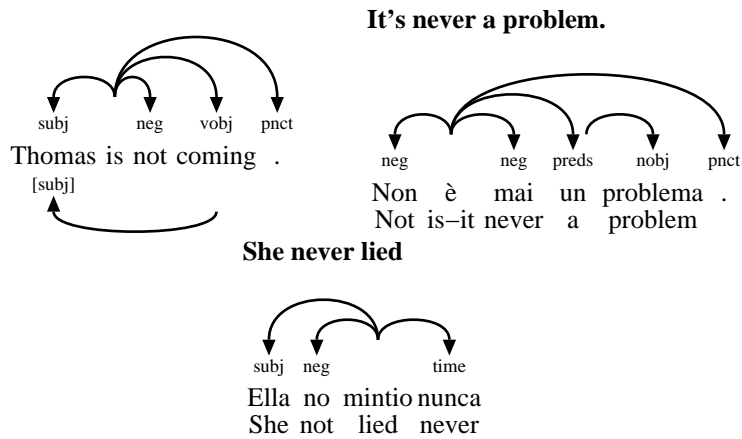 It's never a problem.
subj neg vobj pnct
Thomas is not coming .
[subj]
neg neg preds nobj pnct
Non è mai un problema .
Not is–it never a problem
She never lied
subj neg time
Ella no mintio nunca
She not lied never